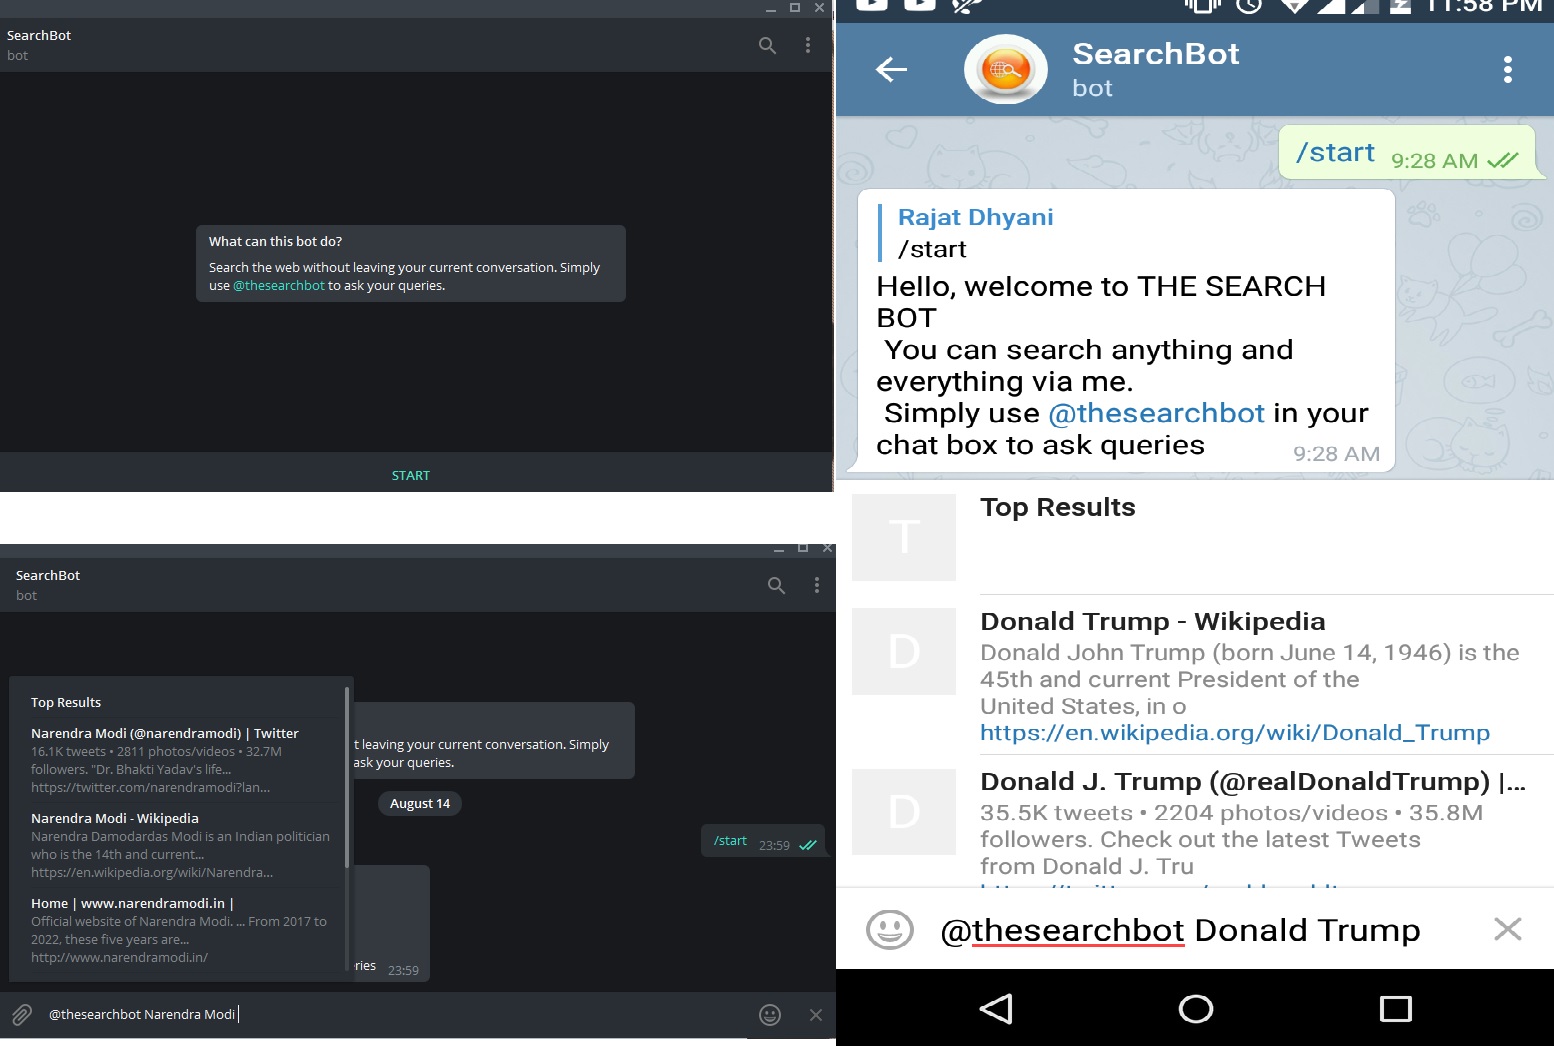 SearchBot
bot
What can this bot do?
Search the web without leaving your current conversation. Simply
use @thesearchbot to ask your queries.
START
SearchBot
bot
t leaving your current conversation. Simply
ask your queries.
August 14
/start 23:59
Top Results
Narendra Modi (@narendramodi) | Twitter
16.1K tweets • 2811 photos/videos • 32.7M
followers. "Dr. Bhakti Yadav's life...
https://twitter.com/narendramodi?lan...
Narendra Modi - Wikipedia
Narendra Damodardas Modi is an Indian politician
who is the 14th and current...
https://en.wikipedia.org/wiki/Narendra...
Home | www.narendramodi.in |
Official website of Narendra Modi. ... From 2017 to
2022, these five years are...
http://www.narendramodi.in/
ries 23:59
@thesearchbot Narendra Modi
11:58 PM
SearchBot
bot
/start 9:28 AM
Rajat Dhyani
/start
Hello, welcome to THE SEARCH
BOT
You can search anything and
everything via me.
Simply use @thesearchbot in your
chat box to ask queries
9:28 AM
T
Top Results
D
Donald Trump - Wikipedia
Donald John Trump (born June 14, 1946) is the
45th and current President of the
United States, in o
https://en.wikipedia.org/wiki/Donald_Trump
D
Donald J. Trump (@realDonaldTrump) |...
35.5K tweets • 2204 photos/videos • 35.8M
followers. Check out the latest Tweets
from Donald J. Tru
@thesearchbot Donald Trump